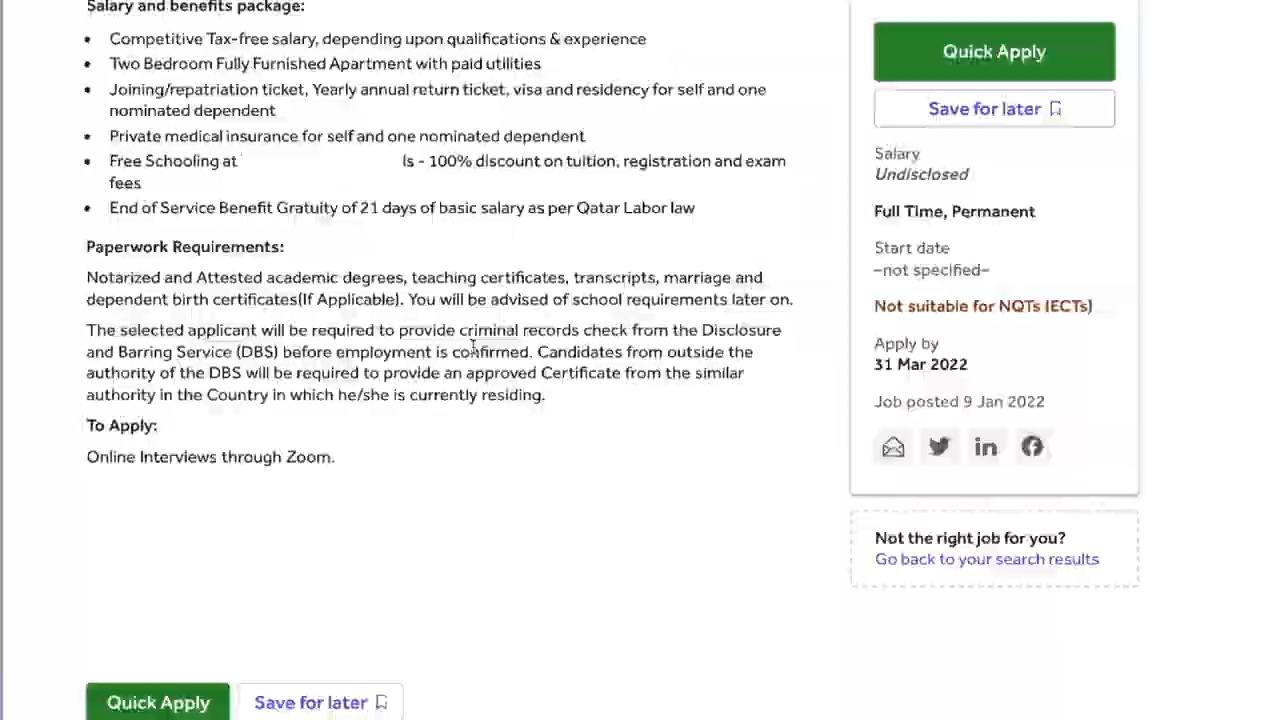 Salary and benefits package:
Competitive Tax-free salary, depending upon qualifications & experience
Two Bedroom Fully Furnished Apartment with paid utilities
Joining/repatriation ticket, Yearly annual return ticket, visa and residency for self and one
nominated dependent
Private medical insurance for self and one nominated dependent
Free Schooling at ls - 100% discount on tuition, registration and exam
fees
End of Service Benefit Gratuity of 21 days of basic salary as per Qatar Labor law
Paperwork Requirements:
Notarized and Attested academic degrees, teaching certificates, transcripts, marriage and
dependent birth certificates(If Applicable). You will be advised of school requirements later on.
The selected applicant will be required to provide criminal records check from the Disclosure
and Barring Service (DBS) before employment is confirmed. Candidates from outside the
authority of the DBS will be required to provide an approved Certificate from the similar
authority in the Country in which he/she is currently residing.
To Apply:
Online Interviews through Zoom.
Quick Apply
Save for later
Quick Apply
Save for later
Salary
Undisclosed
Full Time, Permanent
Start date
-not specified-
Not suitable for NQTs (ECTs)
Apply by
31 Mar 2022
Job posted 9 Jan 2022
Not the right job for you?
Go back to your search results